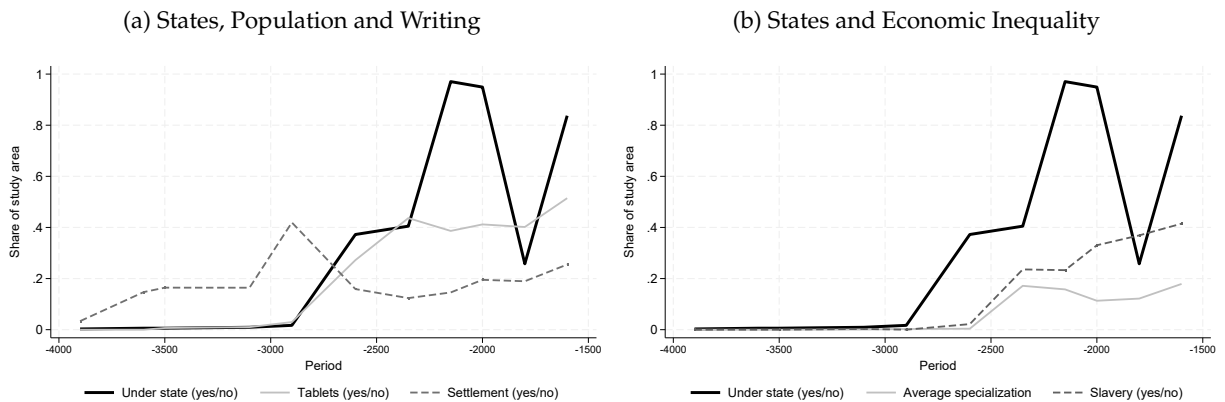 (a) States, Population and Writing
Share of study area
1
.8
.6
.4
.2
0
-4000 -3500 -3000 -2500 -2000 -1500
Period
Under state (yes/no) Tablets (yes/no) Settlement (yes/no)
(b) States and Economic Inequality
Share of study area
1
.8
.6
.4
.2
0
-4000 -3500 -3000 -2500 -2000 -1500
Period
Under state (yes/no) Average specialization Slavery (yes/no)